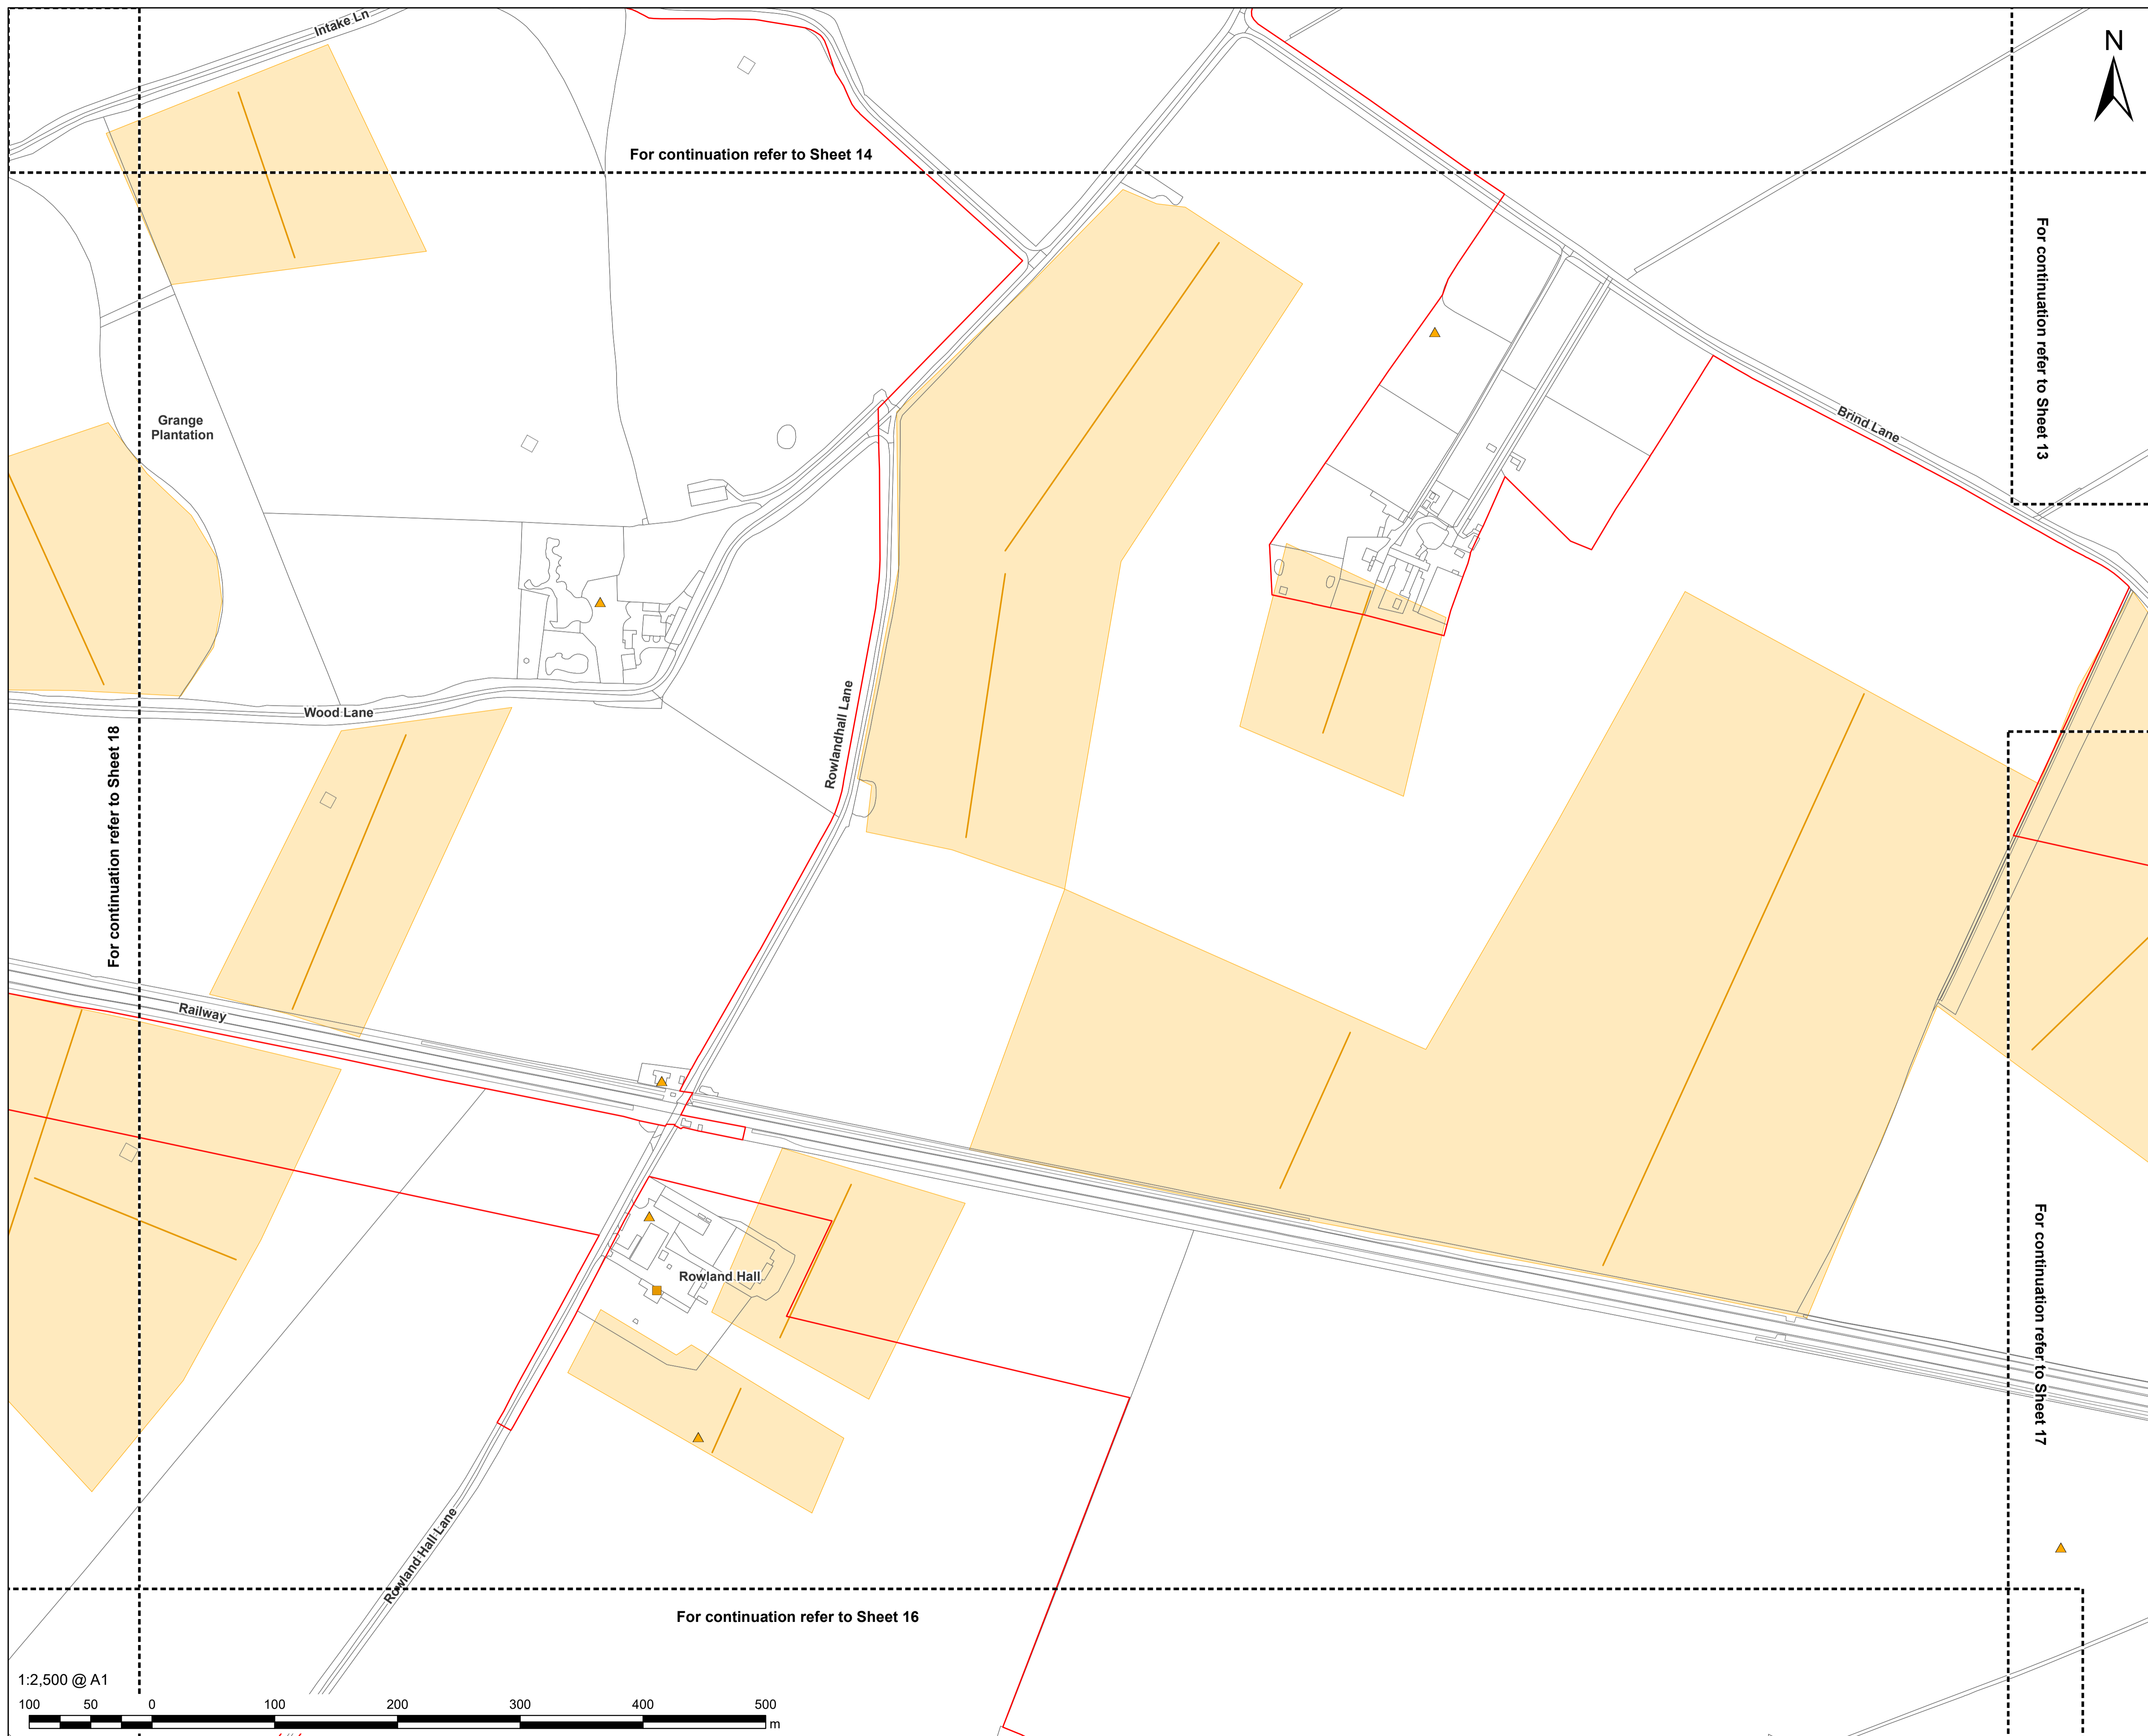 Intake Ln
N
For continuation refer to Sheet 14
For continuation refer to Sheet 13
Grange
Plantation
Brind Lane
Wood Lane
Rowlandhall Lane
For continuation refer to Sheet 18
Railway
Rowland Hall
For continuation refer to Sheet 17
Rowland Hall Lane
For continuation refer to Sheet 16
1:2,500 @ A1
100 50 0 100 200 300 400 500
m